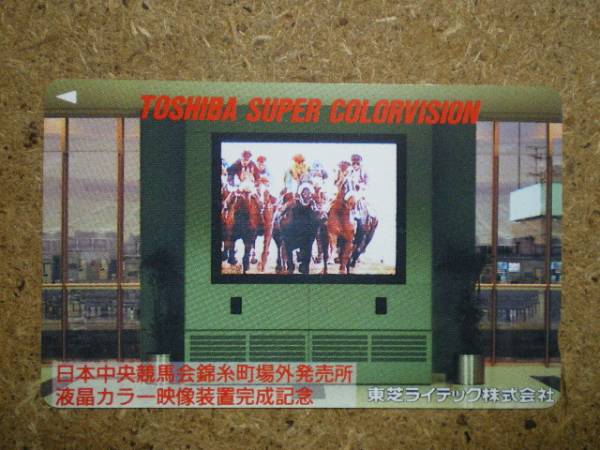 TOSHIBA SUPER COLORVISION
日本中央競馬会錦糸町場外発売所
液晶カラー映像装置完成記念
東芝ライテック株式会社